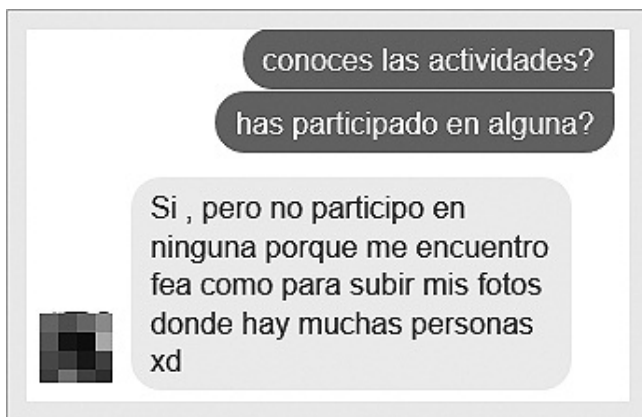 conoces las actividades?
has participado en alguna?
Si , pero no participo en
ninguna porque me encuentro
fea como para subir mis fotos
donde hay muchas personas
xd